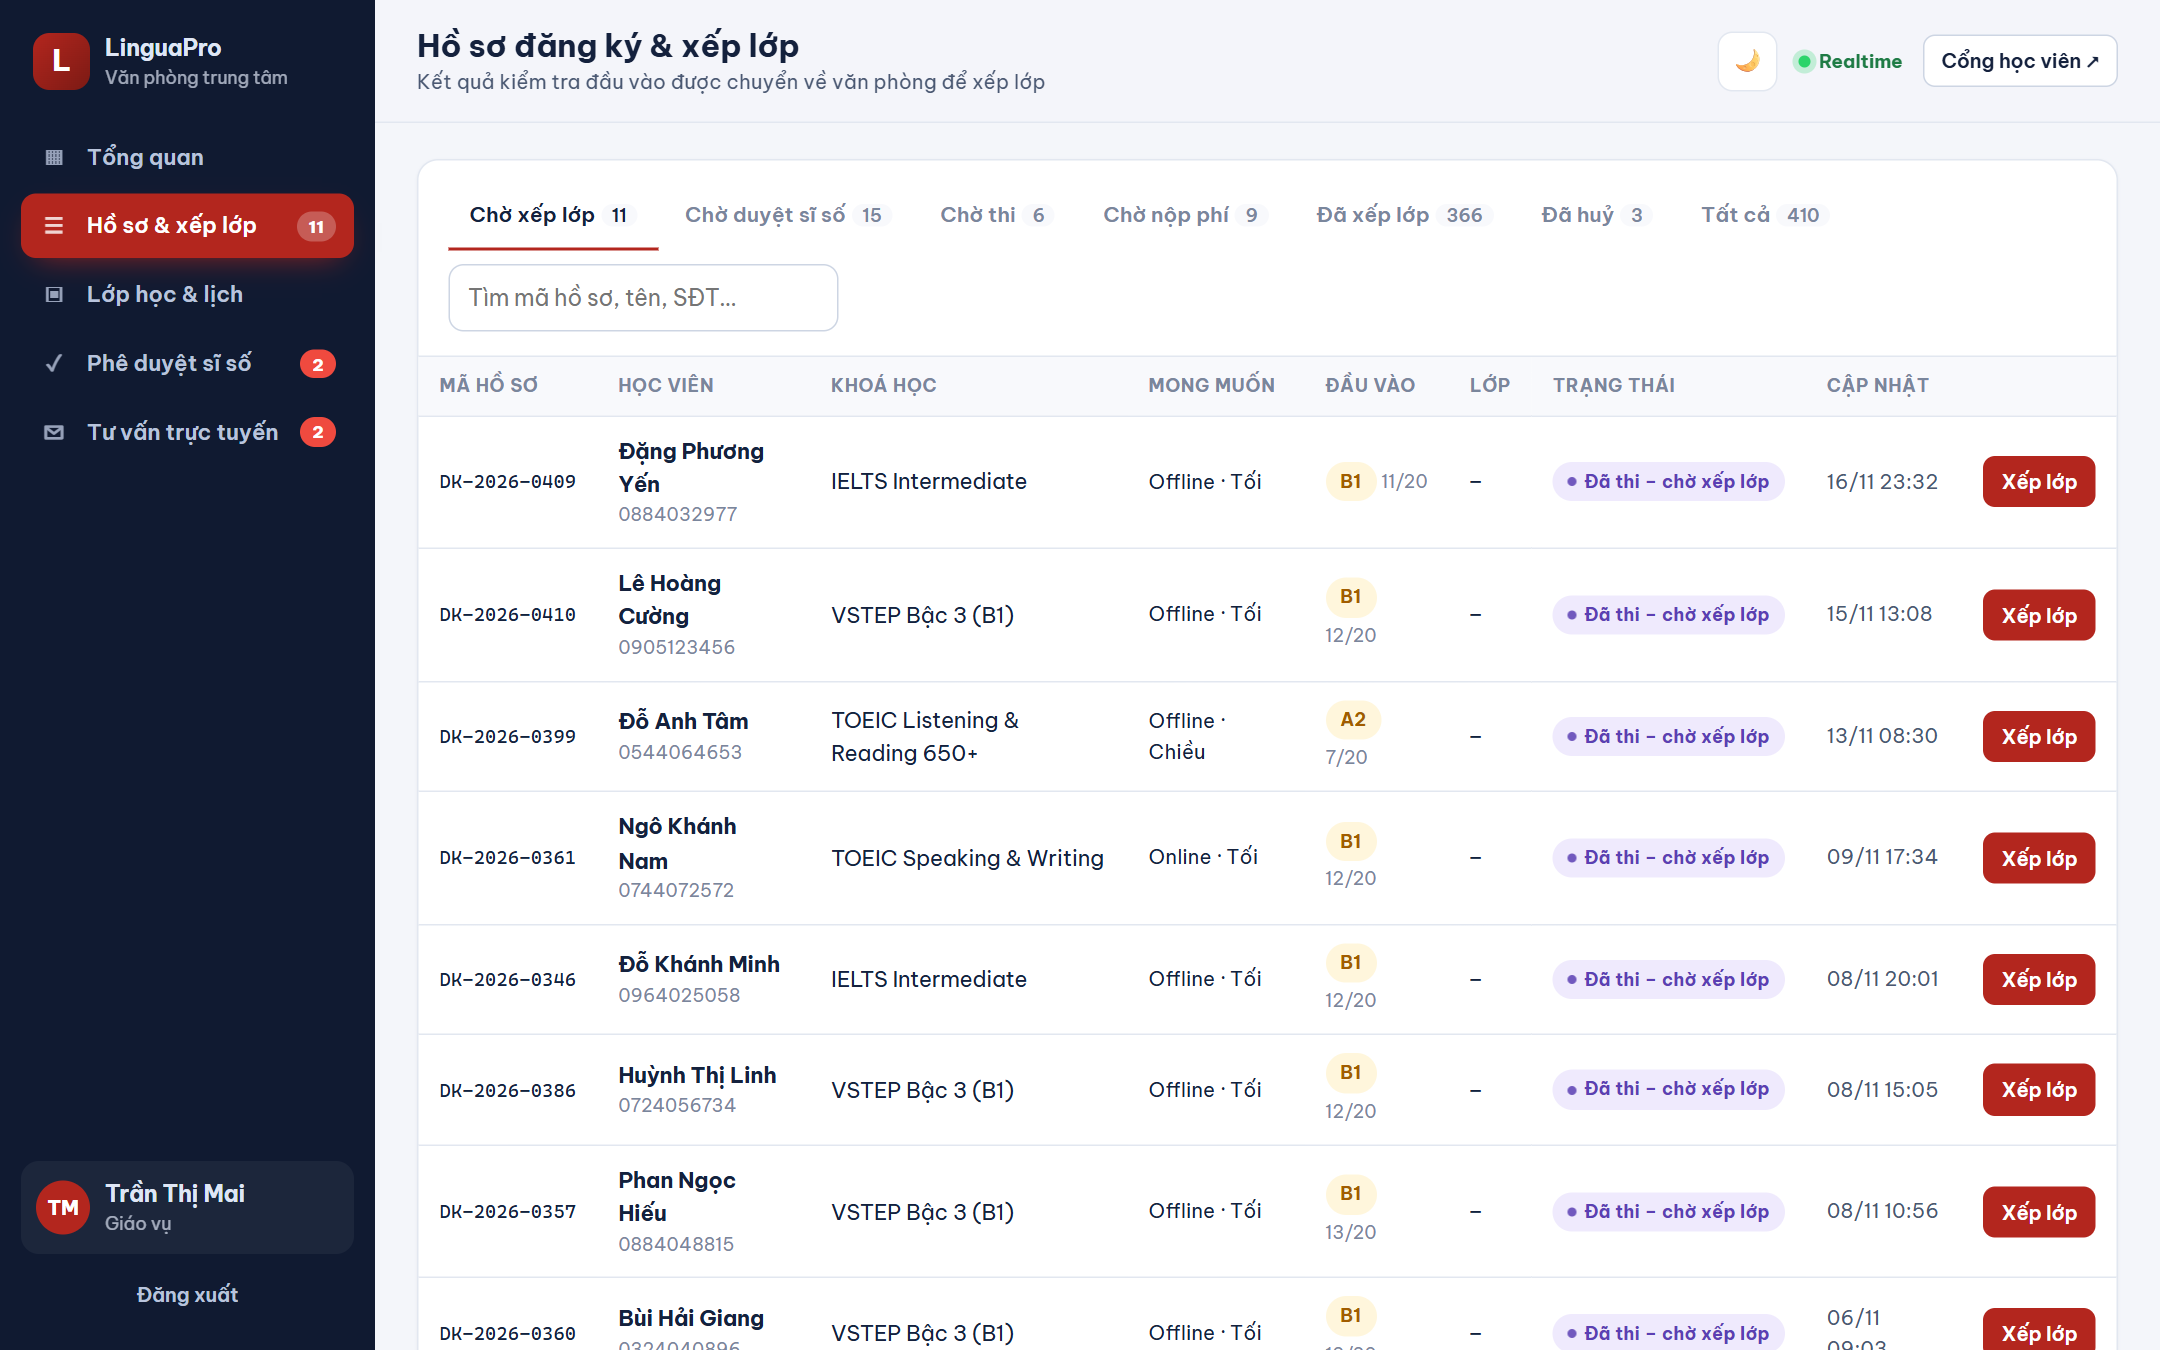 L
LinguaPro
Văn phòng trung tâm
Tổng quan
Hồ sơ & xếp lớp 11
Lớp học & lịch
Phê duyệt sĩ số 2
Tư vấn trực tuyến 2
TM
Trần Thị Mai
Giáo vụ
Đăng xuất
Hồ sơ đăng ký & xếp lớp
Kết quả kiểm tra đầu vào được chuyển về văn phòng để xếp lớp
Realtime
Cổng học viên ↗
Chờ xếp lớp 11 Chờ duyệt sĩ số 15 Chờ thi 6 Chờ nộp phí 9 Đã xếp lớp 366 Đã huỷ 3 Tất cả 410
Tìm mã hồ sơ, tên, SĐT...
MÃ HỒ SƠ HỌC VIÊN KHOÁ HỌC MONG MUỐN ĐẦU VÀO LỚP TRẠNG THÁI CẬP NHẬT
DK-2026-0409
Đặng Phương
Yến
0884032977
IELTS Intermediate
Offline · Tối
B1 11/20
–
Đã thi – chờ xếp lớp
16/11 23:32
Xếp lớp
DK-2026-0410
Lê Hoàng
Cường
0905123456
VSTEP Bậc 3 (B1)
Offline · Tối
B1
12/20
–
Đã thi – chờ xếp lớp
15/11 13:08
Xếp lớp
DK-2026-0399
Đỗ Anh Tâm
0544064653
TOEIC Listening &
Reading 650+
Offline ·
Chiều
A2
7/20
–
Đã thi – chờ xếp lớp
13/11 08:30
Xếp lớp
DK-2026-0361
Ngô Khánh
Nam
0744072572
TOEIC Speaking & Writing
Online · Tối
B1
12/20
–
Đã thi – chờ xếp lớp
09/11 17:34
Xếp lớp
DK-2026-0346
Đỗ Khánh Minh
0964025058
IELTS Intermediate
Offline · Tối
B1
12/20
–
Đã thi – chờ xếp lớp
08/11 20:01
Xếp lớp
DK-2026-0386
Huỳnh Thị Linh
0724056734
VSTEP Bậc 3 (B1)
Offline · Tối
B1
12/20
–
Đã thi – chờ xếp lớp
08/11 15:05
Xếp lớp
DK-2026-0357
Phan Ngọc
Hiếu
0884048815
VSTEP Bậc 3 (B1)
Offline · Tối
B1
13/20
–
Đã thi – chờ xếp lớp
08/11 10:56
Xếp lớp
DK-2026-0360
Bùi Hải Giang
VSTEP Bậc 3 (B1)
Offline · Tối
B1
–
Đã thi – chờ xếp lớp
06/11
Xếp lớp